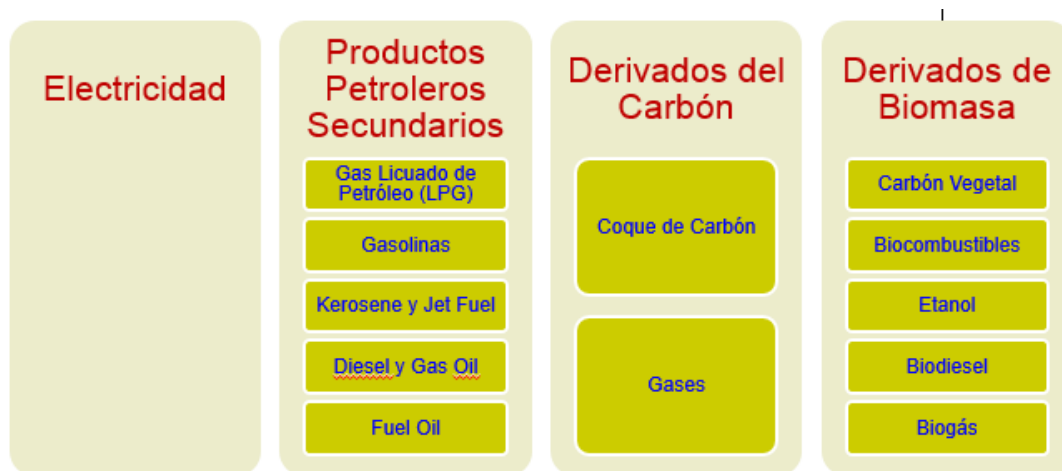 Electricidad
Productos
Petroleros
Secundarios
Gas Licuado de
Petróleo (LPG)
Gasolinas
Kerosene y Jet Fuel
Diesel y Gas Oil
Fuel Oil
Derivados del
Carbón
Coque de Carbón
Gases
Derivados de
Biomasa
Carbón Vegetal
Biocombustibles
Etanol
Biodiesel
Biogás